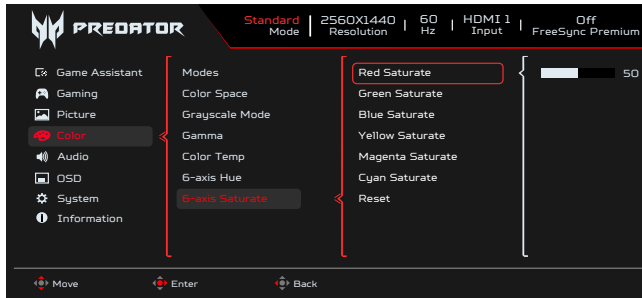 PREDATOR
Standard Mode
2560X1440 Resolution
60 Hz
HDMI 1 Input
Off FreeSync Premium
Game Assistant
Gaming
Picture
Color
Audio
OSD
System
Information
Modes
Color Space
Grayscale Mode
Gamma
Color Temp
6-axis Hue
6-axis Saturate
Red Saturate
Green Saturate
Blue Saturate
Yellow Saturate
Magenta Saturate
Cyan Saturate
Reset
50
Move
Enter
Back